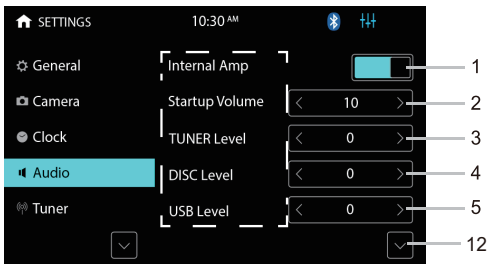 SETTINGS 10:30 AM
General Internal Amp 1
Camera Startup Volume 10 2
Clock TUNER Level 0 3
Audio DISC Level 0 4
Tuner USB Level 0 5
12